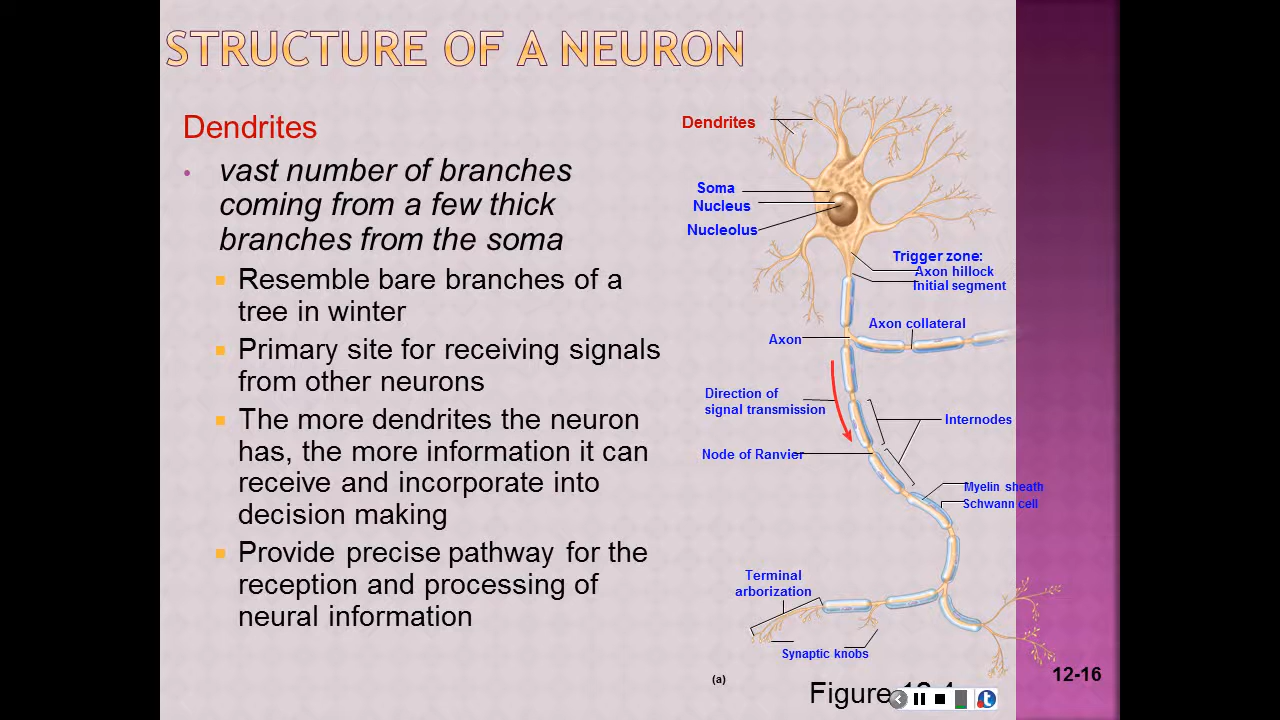 STRUCTURE OF A NEURON
Dendrites
• vast number of branches
coming from a few thick
branches from the soma
Resemble bare branches of a
tree in winter
Primary site for receiving signals
from other neurons
The more dendrites the neuron
has, the more information it can
receive and incorporate into
decision making
Provide precise pathway for the
reception and processing of
neural information
Dendrites
Soma
Nucleus
Nucleolus
Trigger zone:
Axon hillock
Initial segment
Axon collateral
Axon
Direction of
signal transmission
Internodes
Node of Ranvier
Myelin sheath
Schwann cell
Terminal
arborization
Synaptic knobs
(a)
12-16
Figure